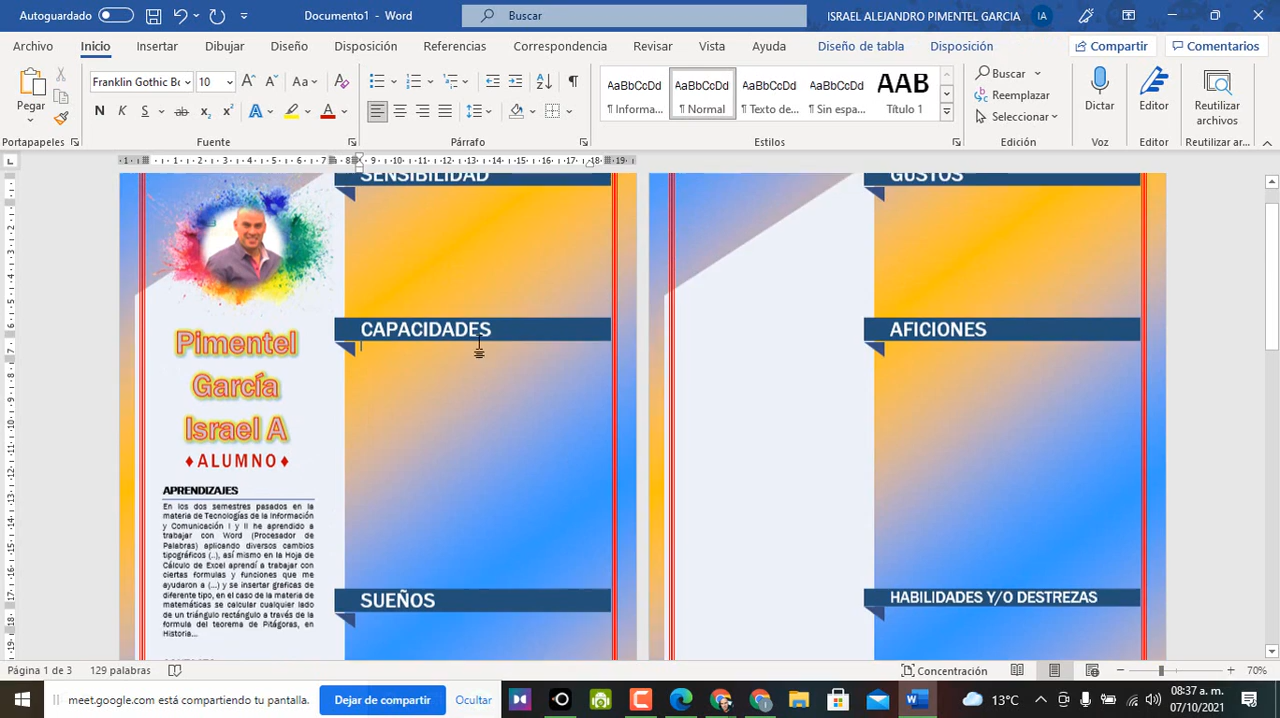 Autoguardado
Documento1 - Word
Buscar
ISRAEL ALEJANDRO PIMENTEL GARCIA
IA
Archivo
Inicio
Insertar
Dibujar
Diseño
Disposición
Referencias
Correspondencia
Revisar
Vista
Ayuda
Diseño de tabla
Disposición
Compartir
Comentarios
Pegar
Franklin Gothic Bo
10
Aa
N K S ab x₂ x²
AaBbCcDd
¶ Informa...
AaBbCcDd
¶ Normal
AaBbCcDd
¶ Texto de...
AaBbCcDd
¶ Sin espa...
AAB
Título 1
Buscar
Reemplazar
Seleccionar
Dictar
Editor
Reutilizar
archivos
Portapapeles
Fuente
Párrafo
Estilos
Edición
Voz
Editor
Reutilizar ar...
SENSIBILIDAD
CAPACIDADES
SUEÑOS
Pimentel
García
Israel A
♦ALUMNO♦
APRENDIZAJES
En los dos semestres pasados en la
materia de Tecnologías de la Información
y Comunicación I y II he aprendido a
trabajar con Word (Procesador de
Palabras) aplicando diversos cambios
tipográficos (..), así mismo en la Hoja de
Cálculo de Excel aprendí a trabajar con
ciertas formulas y funciones que me
ayudaron a (...) y se insertar graficas de
diferente tipo, en el caso de la materia de
matemáticas se calcular cualquier lado
de un triángulo rectángulo a través de la
formula del teorema de Pitágoras, en
Historia...
GUSTOS
AFICIONES
HABILIDADES Y/O DESTREZAS
Página 1 de 3
129 palabras
Concentración
70%
meet.google.com está compartiendo tu pantalla.
Dejar de compartir
Ocultar
13°C
08:37 a. m.
07/10/2021